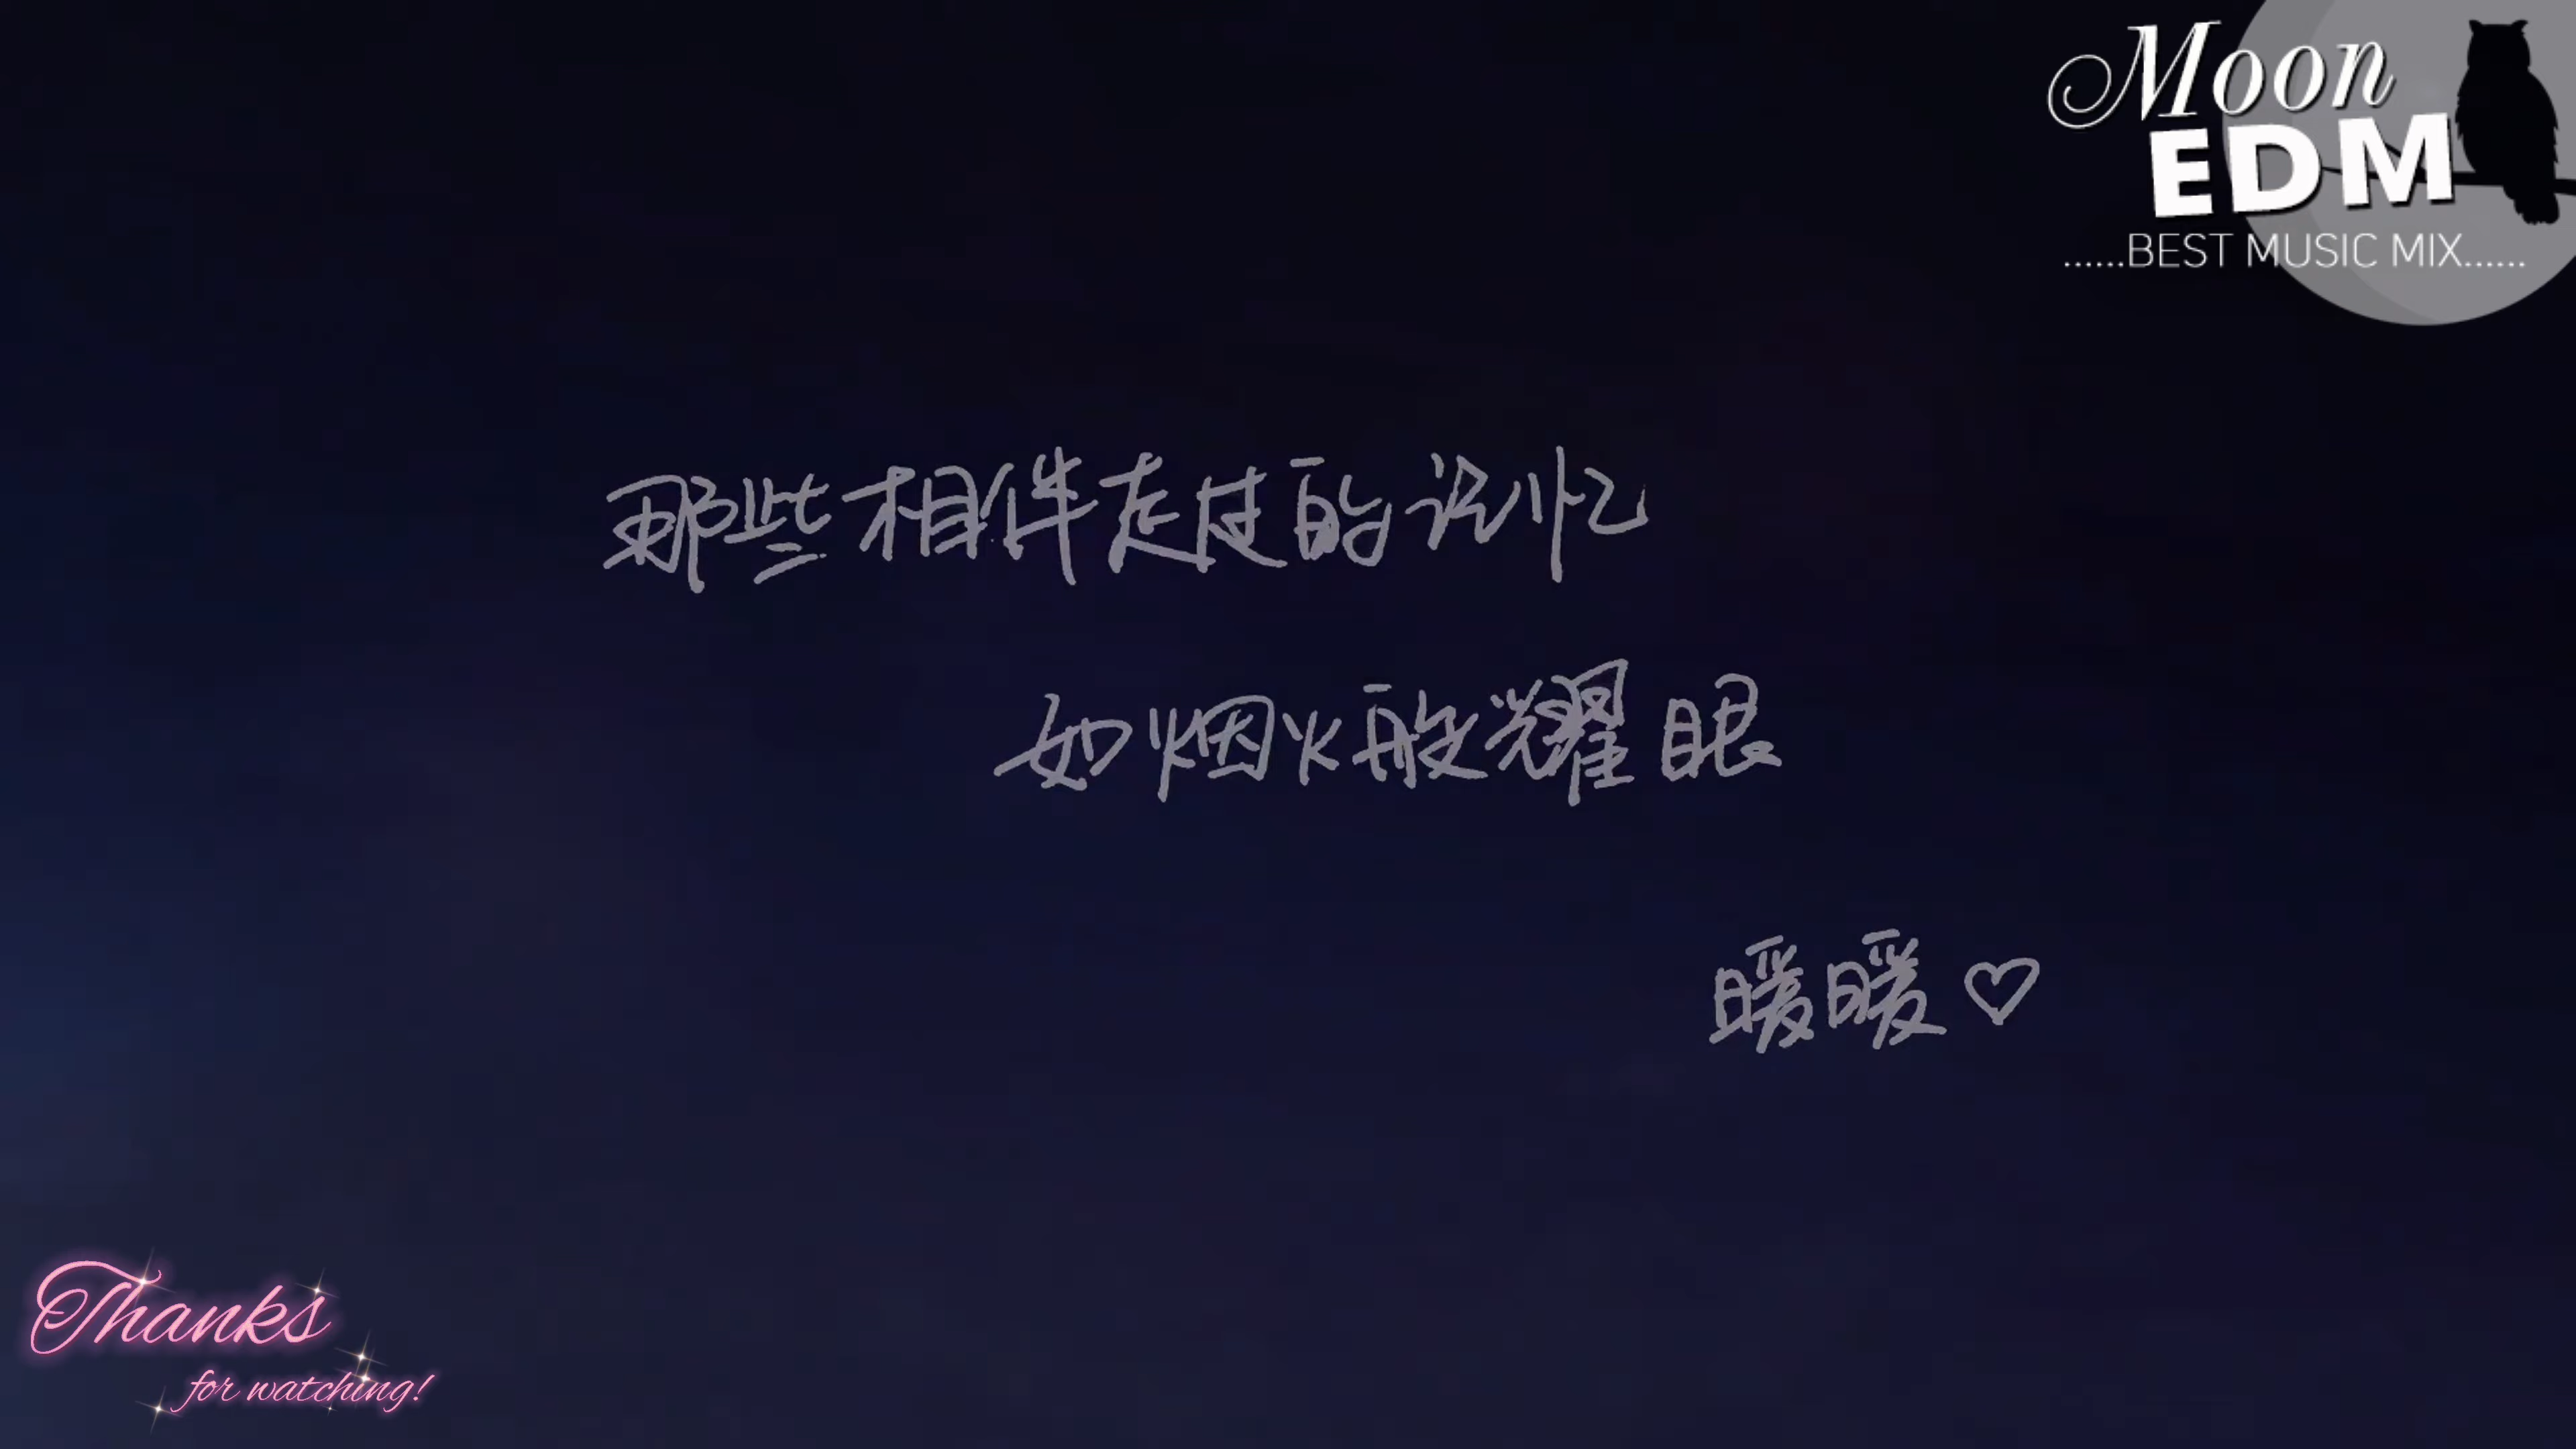 Moon
EDM
......BEST MUSIC MIX......
那些相伴走过的记忆
如烟火般耀眼
暖暖♡
Thanks
for watching!